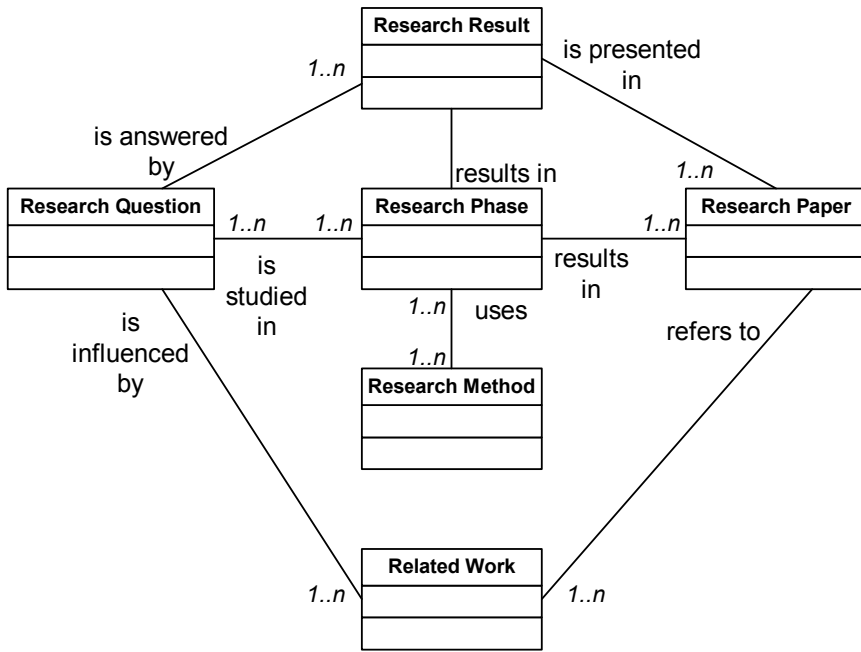 Research Result
is presented
in
1..n
is answered
by
results in
1..n
Research Question
Research Phase
Research Paper
1..n
1..n
1..n
is
studied
in
results
in
is
influenced
by
1..n
uses
refers to
1..n
Research Method
Related Work
1..n
1..n